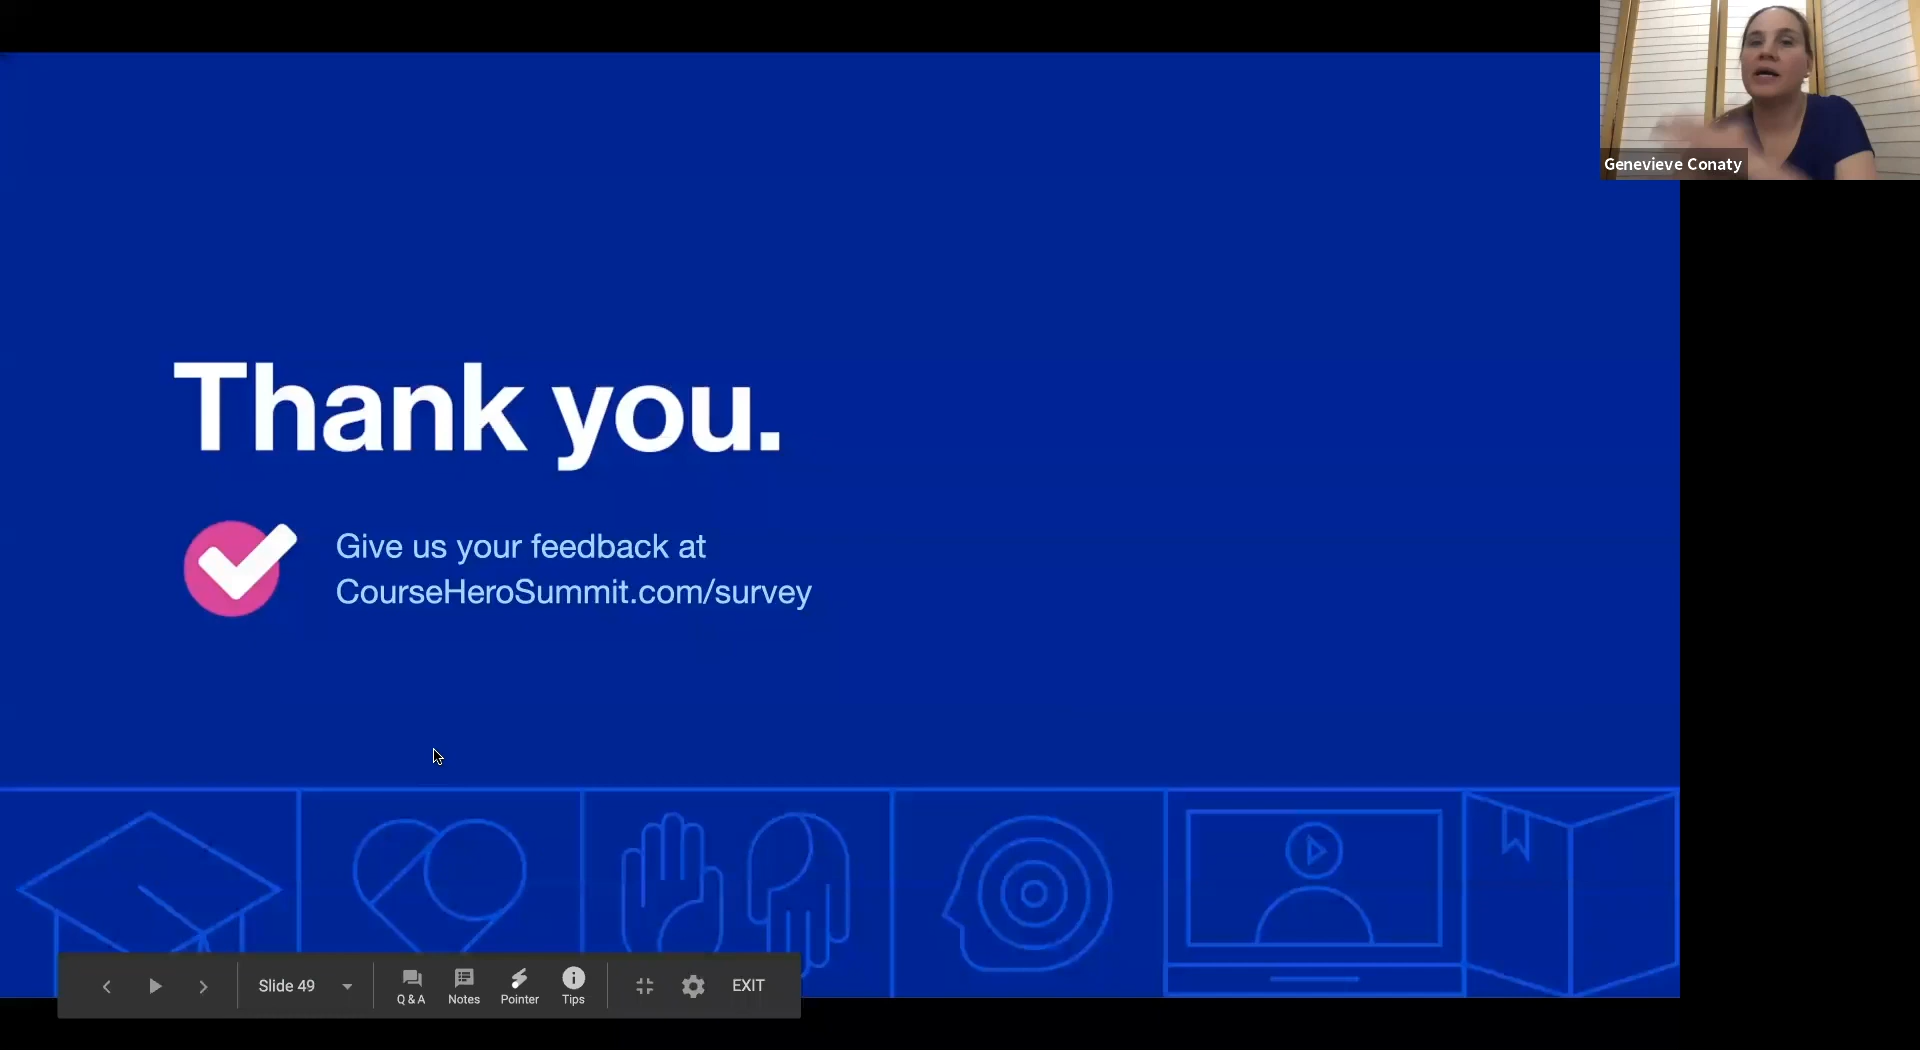 Genevieve Conaty
Thank you.
Give us your feedback at
CourseHeroSummit.com/survey
Slide 49
Q & A
Notes
Pointer
Tips
EXIT